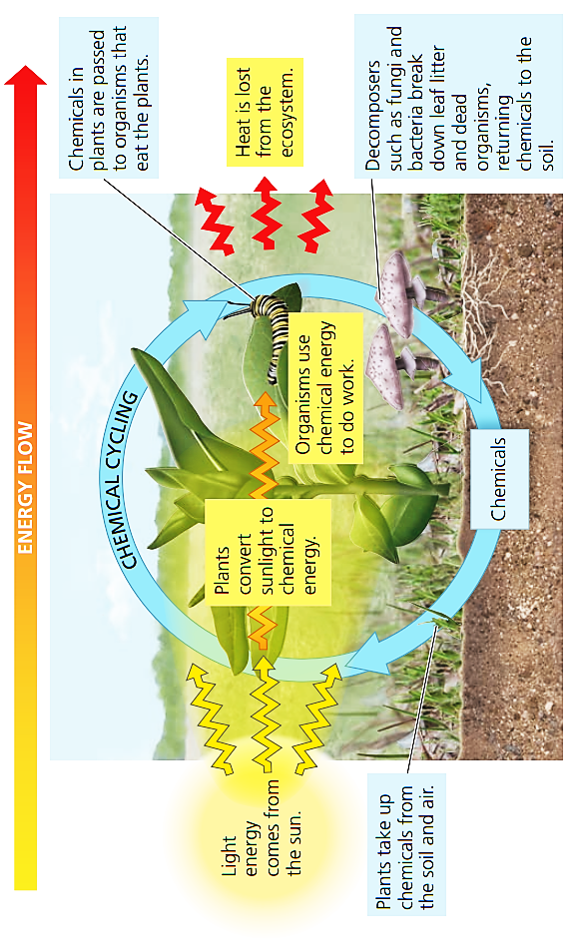 ENERGY FLOW
CHEMICAL CYCLING
Light
energy
comes from
the sun.
Plants
convert
sunlight to
chemical
energy.
Organisms use
chemical energy
to do work.
Heat is lost
from the
ecosystem.
Chemicals in
plants are passed
to organisms that
eat the plants.
Decomposers
such as fungi and
bacteria break
down leaf litter
and dead
organisms,
returning
chemicals to the
soil.
Chemicals
Plants take up
chemicals from
the soil and air.